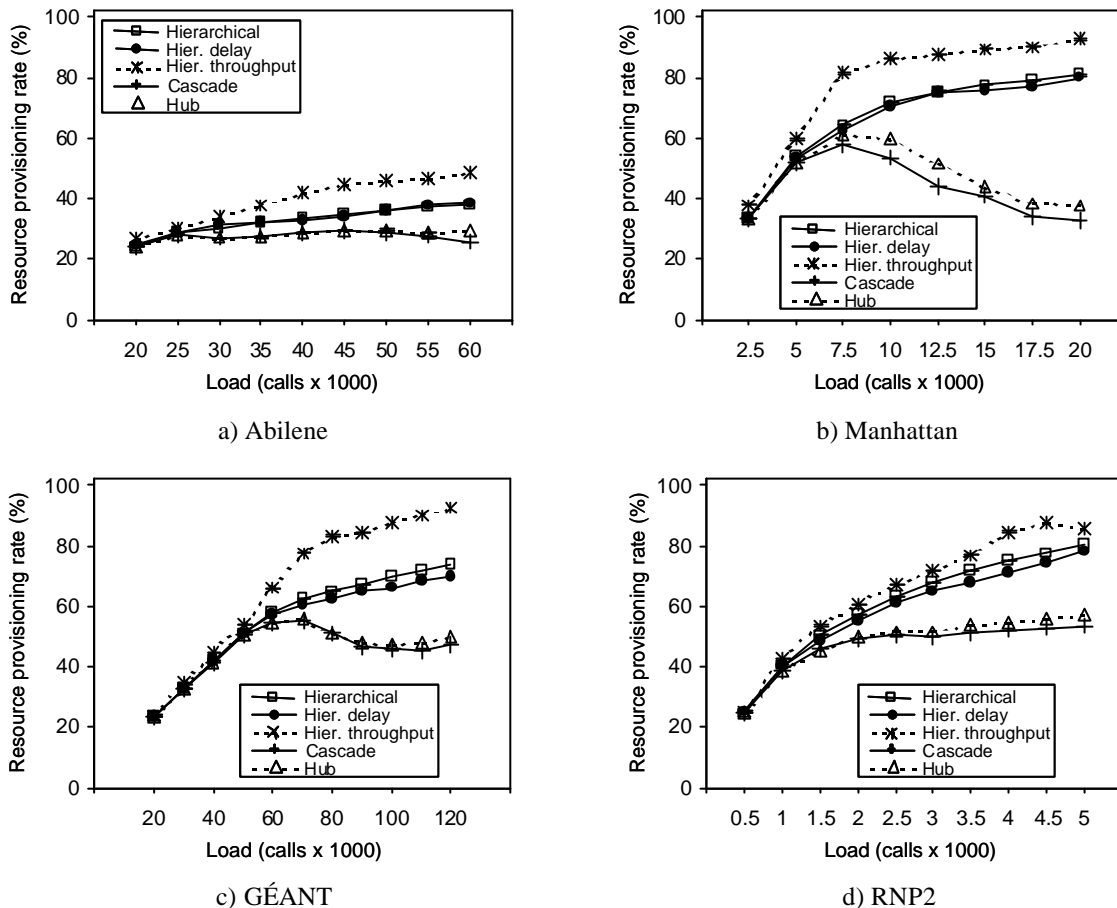 Resource provisioning rate (%)
100
80
60
40
20
0
Hierarchical
Hier. delay
Hier. throughput
Cascade
Hub
20 25 30 35 40 45 50 55 60
Load (calls x 1000)
a) Abilene
Resource provisioning rate (%)
100
80
60
40
20
0
Hierarchical
Hier. delay
Hier. throughput
Cascade
Hub
2.5 5 7.5 10 12.5 15 17.5 20
Load (calls x 1000)
b) Manhattan
Resource provisioning rate (%)
100
80
60
40
20
0
Hierarchical
Hier. delay
Hier. throughput
Cascade
Hub
20 40 60 80 100 120
Load (calls x 1000)
c) GÉANT
Resource provisioning rate (%)
100
80
60
40
20
0
Hierarchical
Hier. delay
Hier. throughput
Cascade
Hub
0.5 1 1.5 2 2.5 3 3.5 4 4.5 5
Load (calls x 1000)
d) RNP2